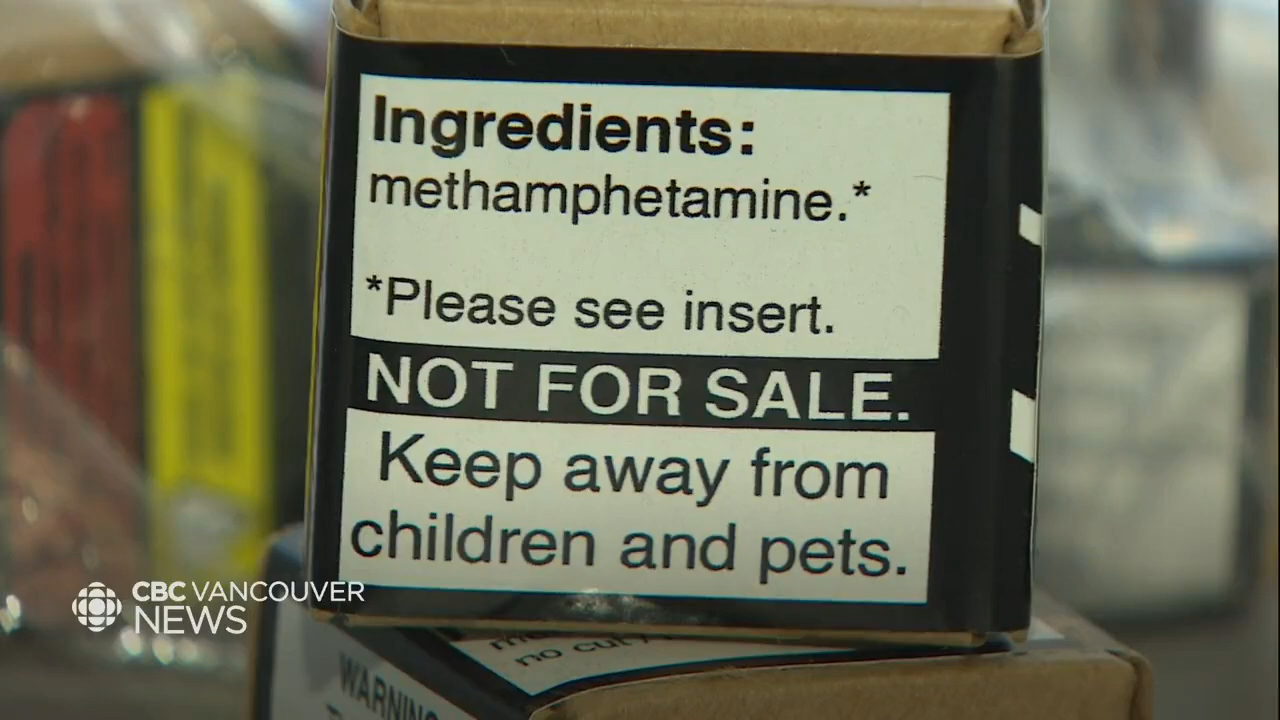 Ingredients:
methamphetamine.*
*Please see insert.
NOT FOR SALE.
Keep away from
children and pets.
CBC VANCOUVER
NEWS
no cut
WARNING